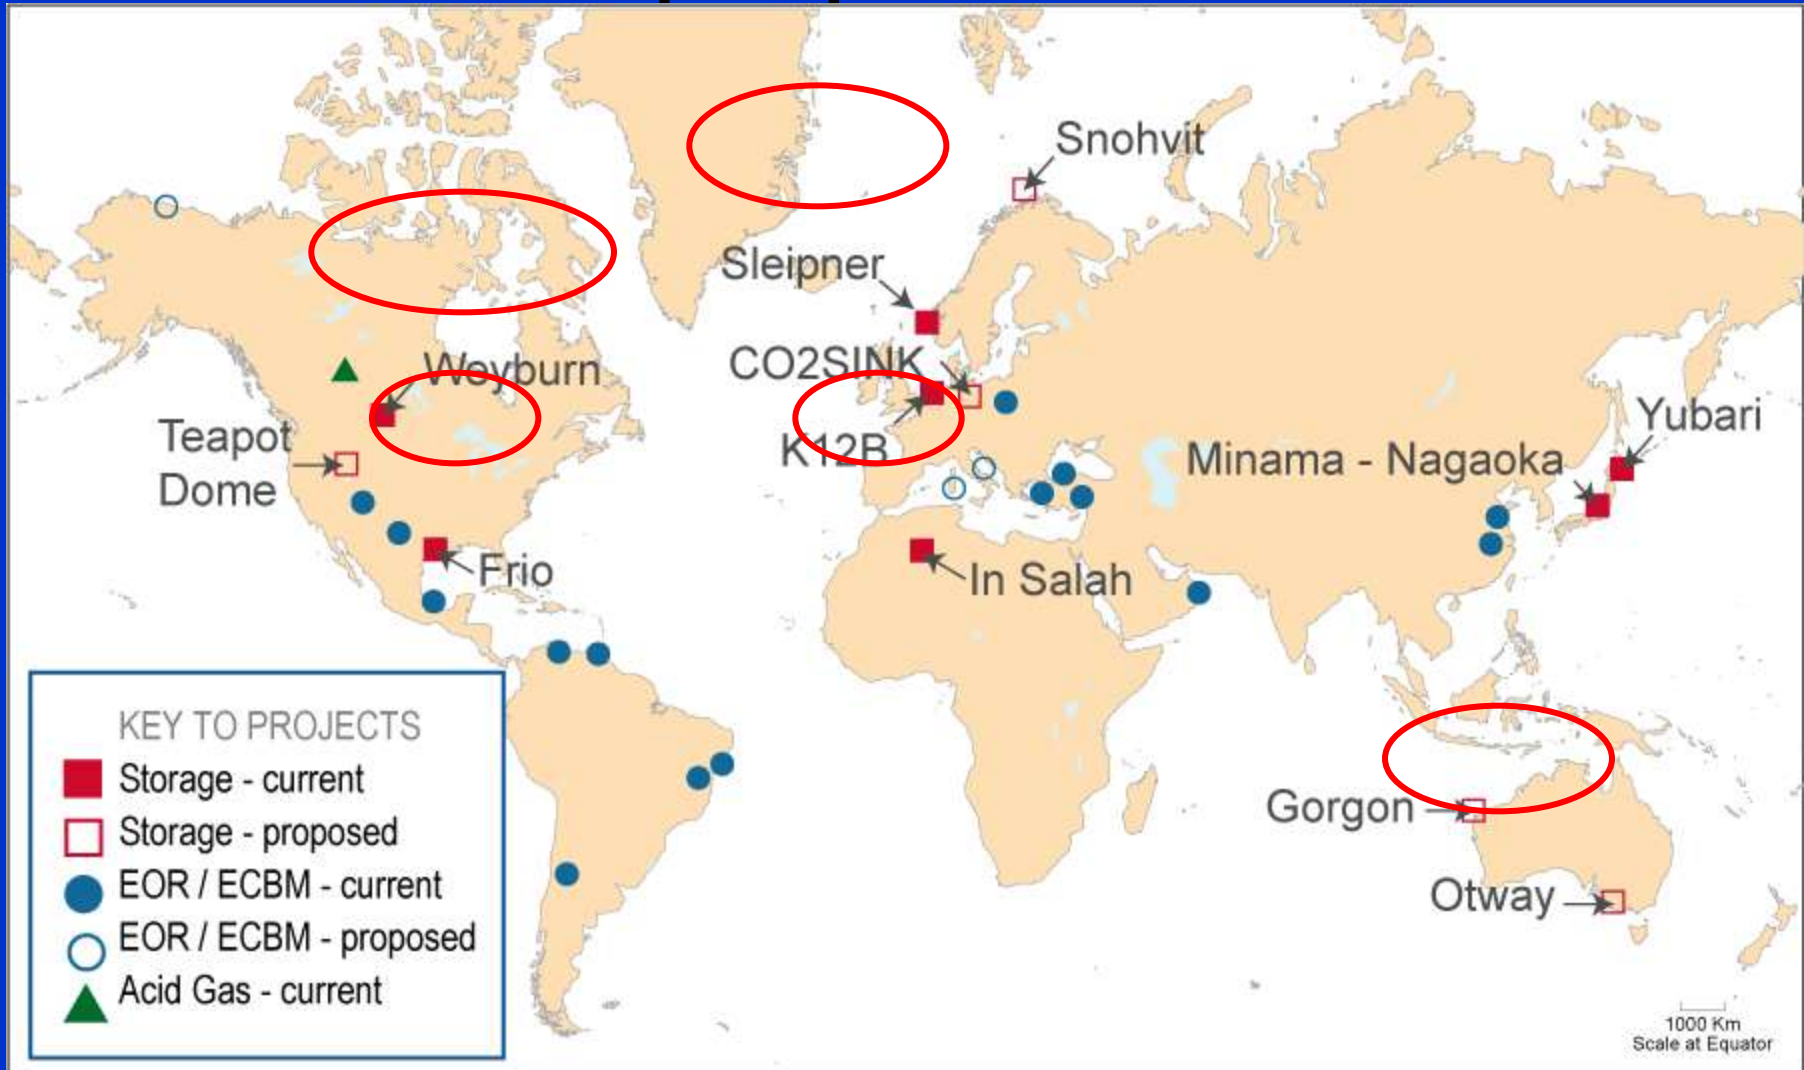 Snohvit
Sleipner
CO2SINK
Weyburn
K12B
Teapot
Dome
Yubari
Minama - Nagaoka
Frio
In Salah
Gorgon
Otway
KEY TO PROJECTS
Storage - current
Storage - proposed
EOR / ECBM - current
EOR / ECBM - proposed
Acid Gas - current
1000 Km
Scale at Equator